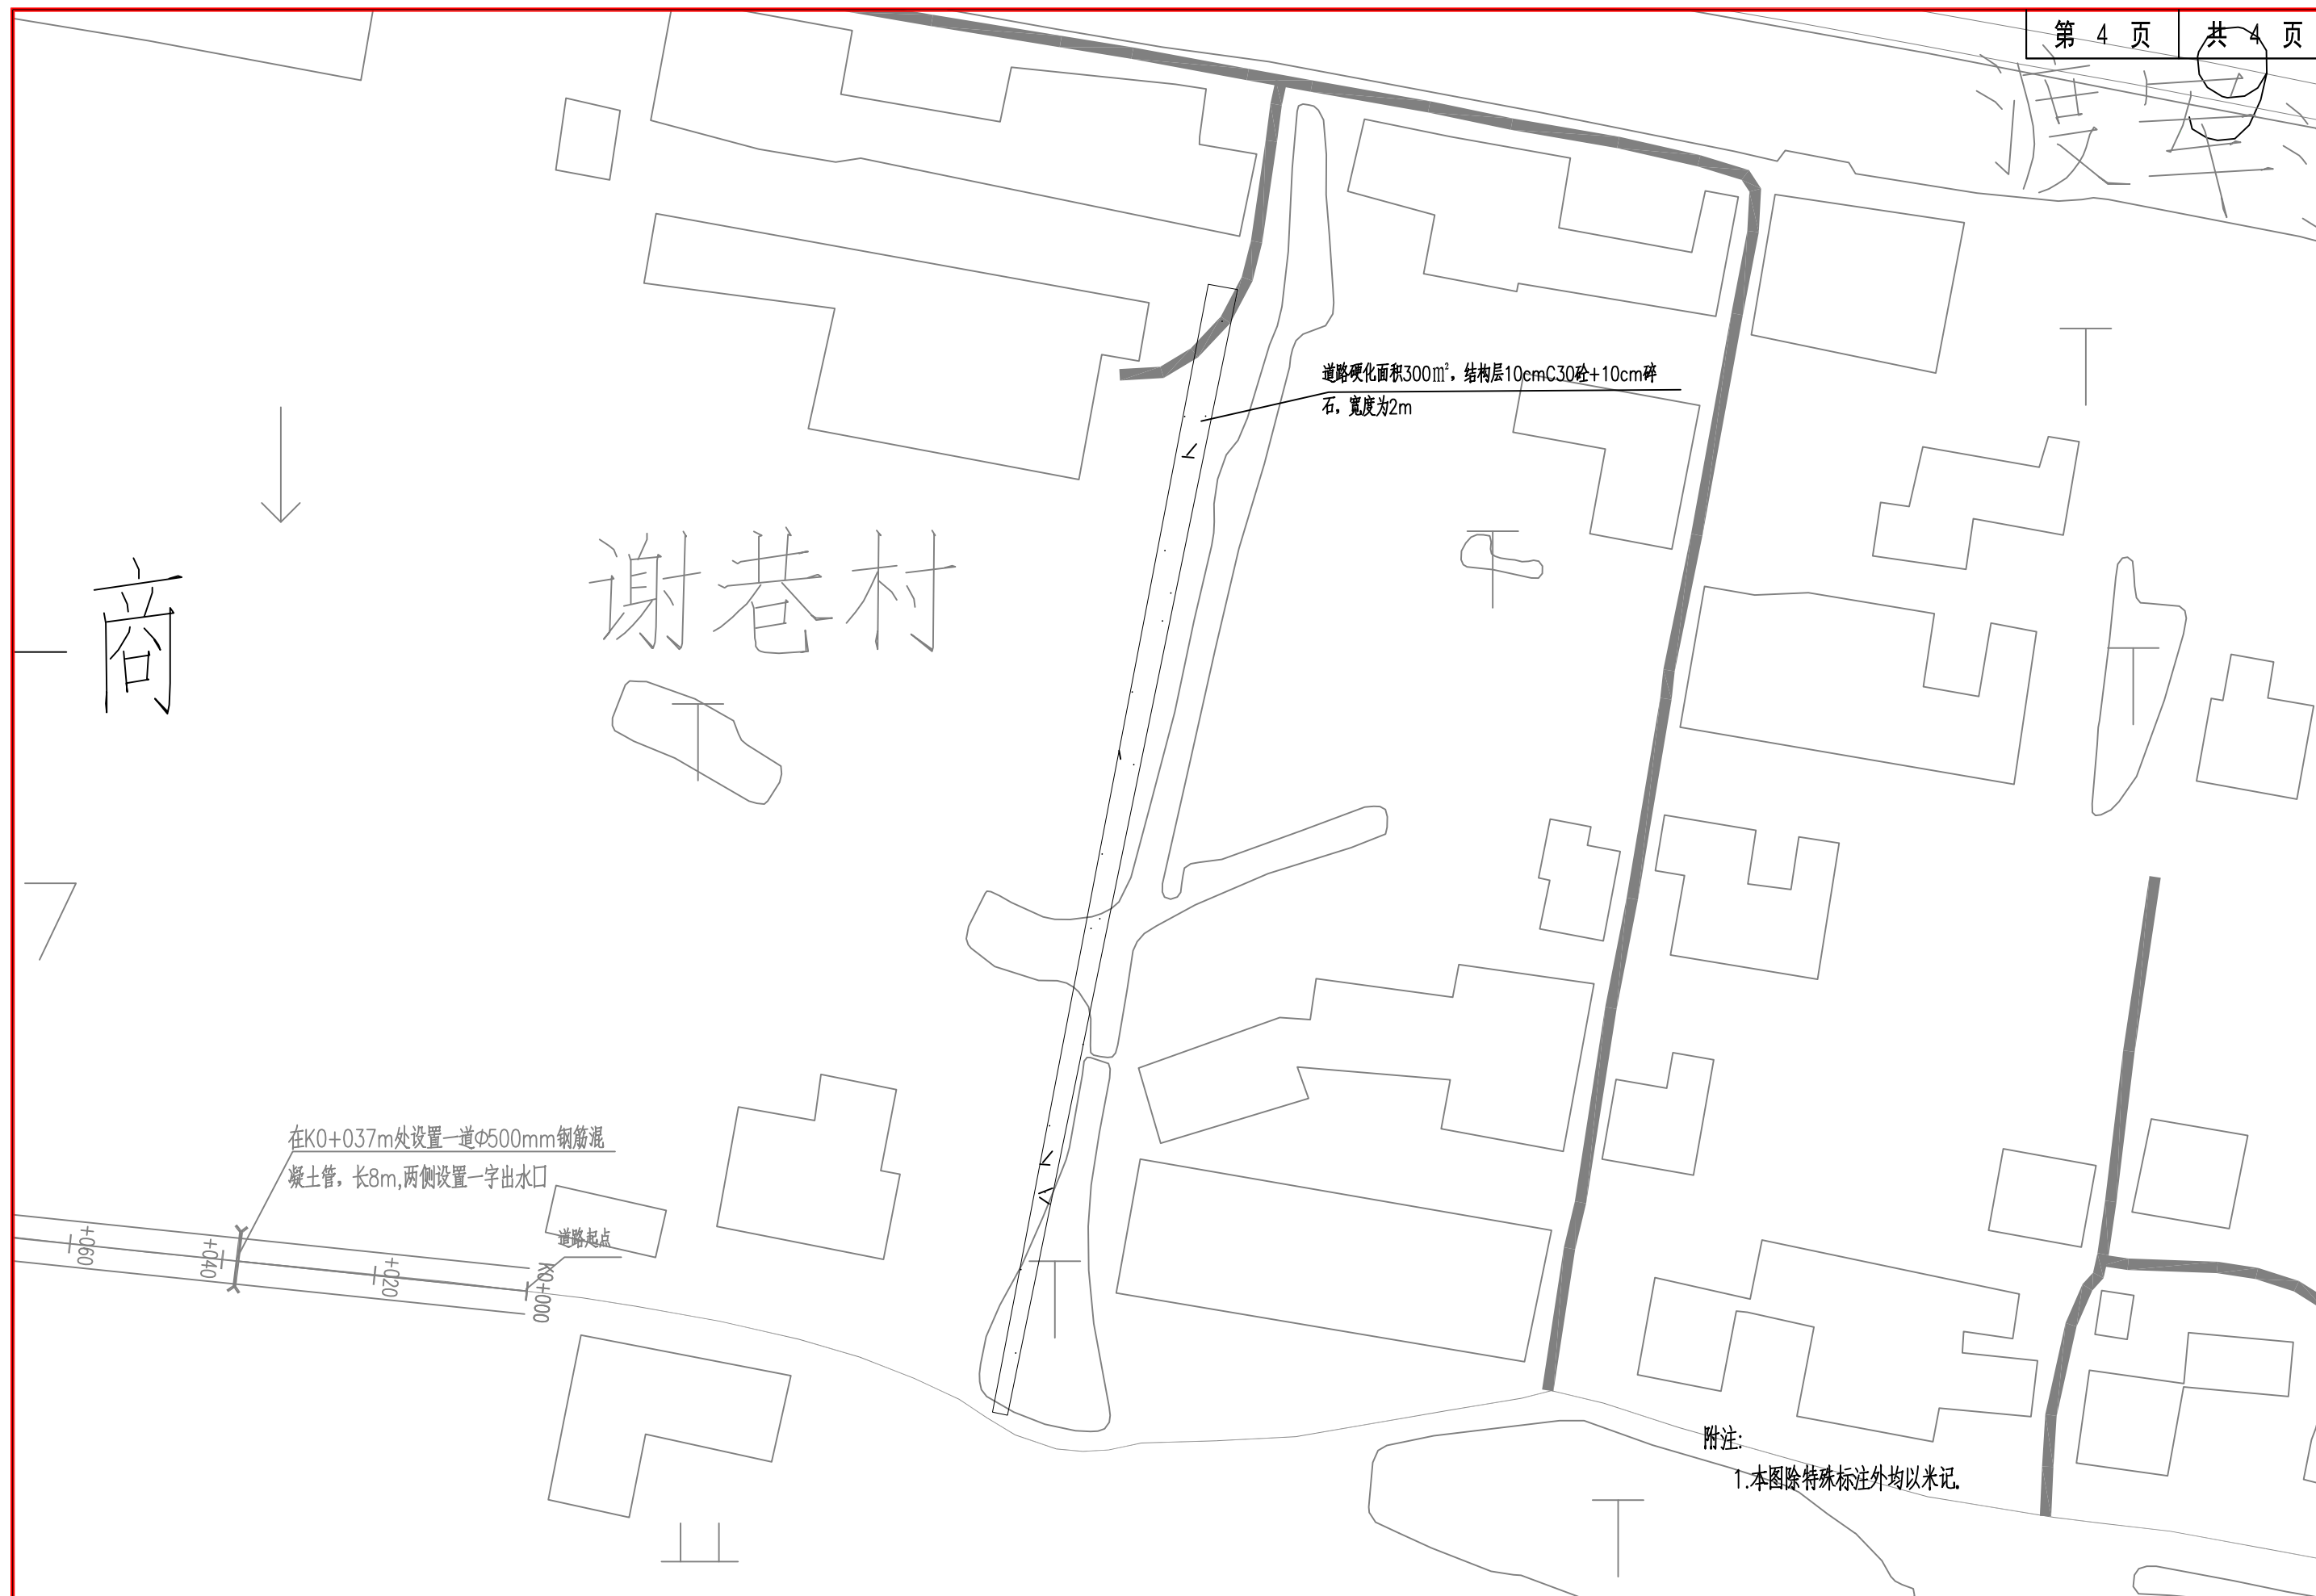 第 4 页 共 4 页
道路硬化面积300㎡，结构层10cmC30砼+10cm碎
石，宽度为2m
谢巷村
商
在K0+037m处设置一道Φ500mm钢筋混
凝土管，长8m,两侧设置一字出水口
道路起点
+060
+040
+020
K0+000
附注:
1.本图除特殊标注外均以米记.